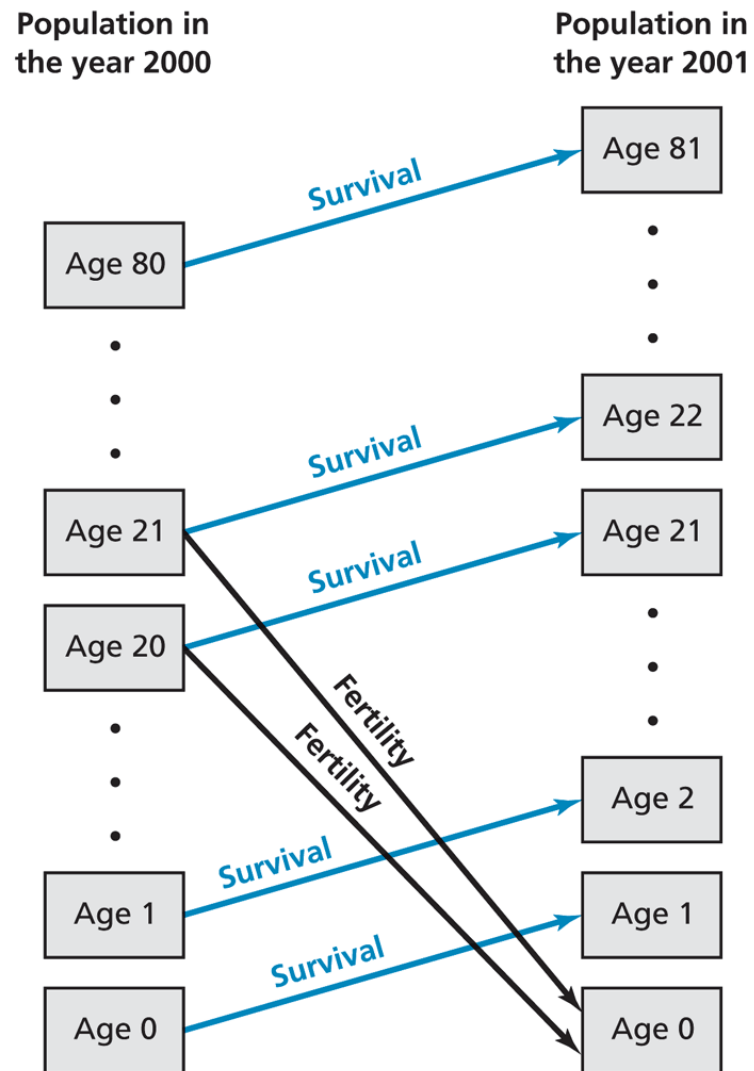 Population in
the year 2000
Population in
the year 2001
Age 81
Survival
Age 80
Age 22
Survival
Age 21
Age 21
Survival
Age 20
Fertility
Fertility
Age 2
Survival
Age 1
Age 1
Survival
Age 0
Age 0